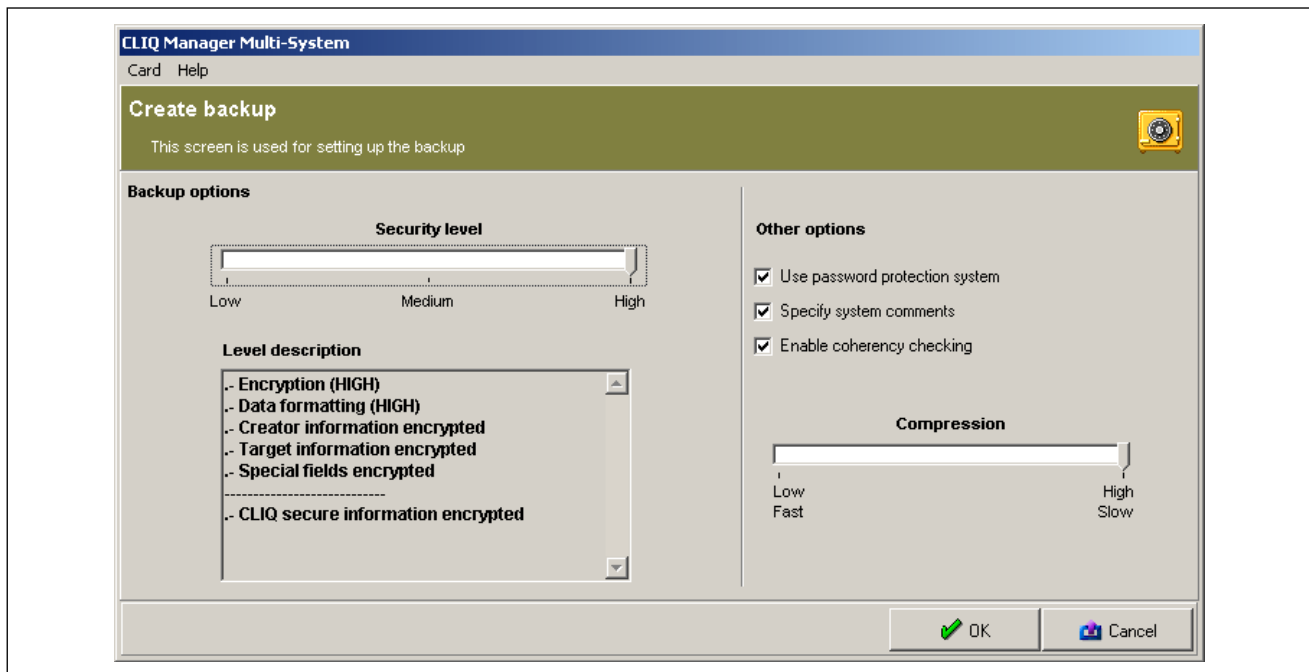 CLIQ Manager Multi-System
Card Help
Create backup
This screen is used for setting up the backup
Backup options
Security level
Low Medium High
Level description
.- Encryption (HIGH)
.- Data formatting (HIGH)
.- Creator information encrypted
.- Target information encrypted
.- Special fields encrypted
----------------------------
.- CLIQ secure information encrypted
Other options
Use password protection system
Specify system comments
Enable coherency checking
Compression
Low High
Fast Slow
OK Cancel